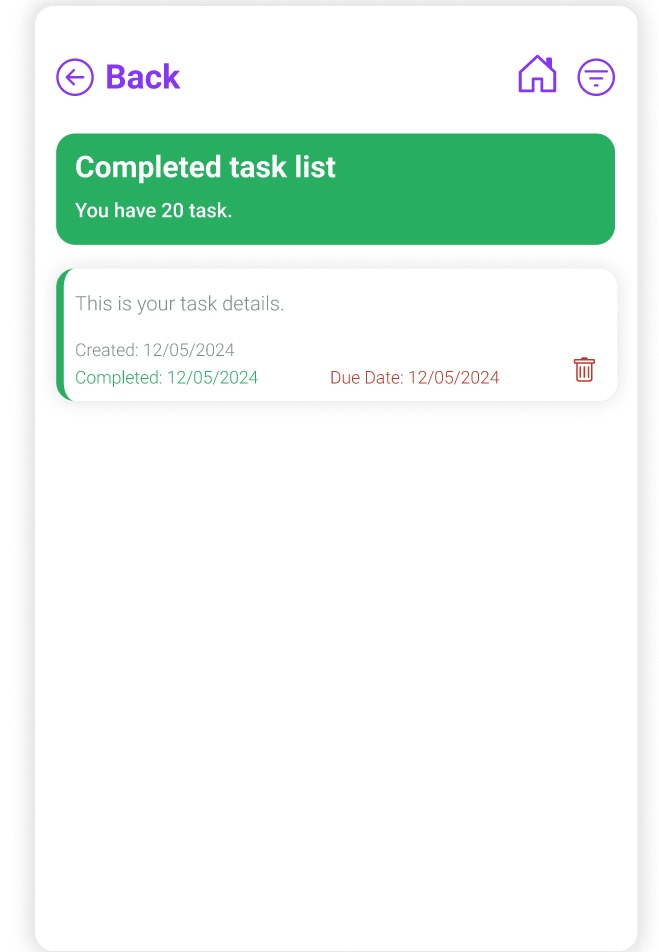 Back
Completed task list
You have 20 task.
This is your task details.
Created: 12/05/2024
Completed: 12/05/2024 Due Date: 12/05/2024